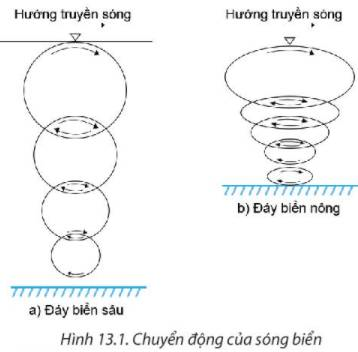 Hướng truyền sóng
Hướng truyền sóng
b) Đáy biển nông
a) Đáy biển sâu
Hình 13.1. Chuyển động của sóng biển